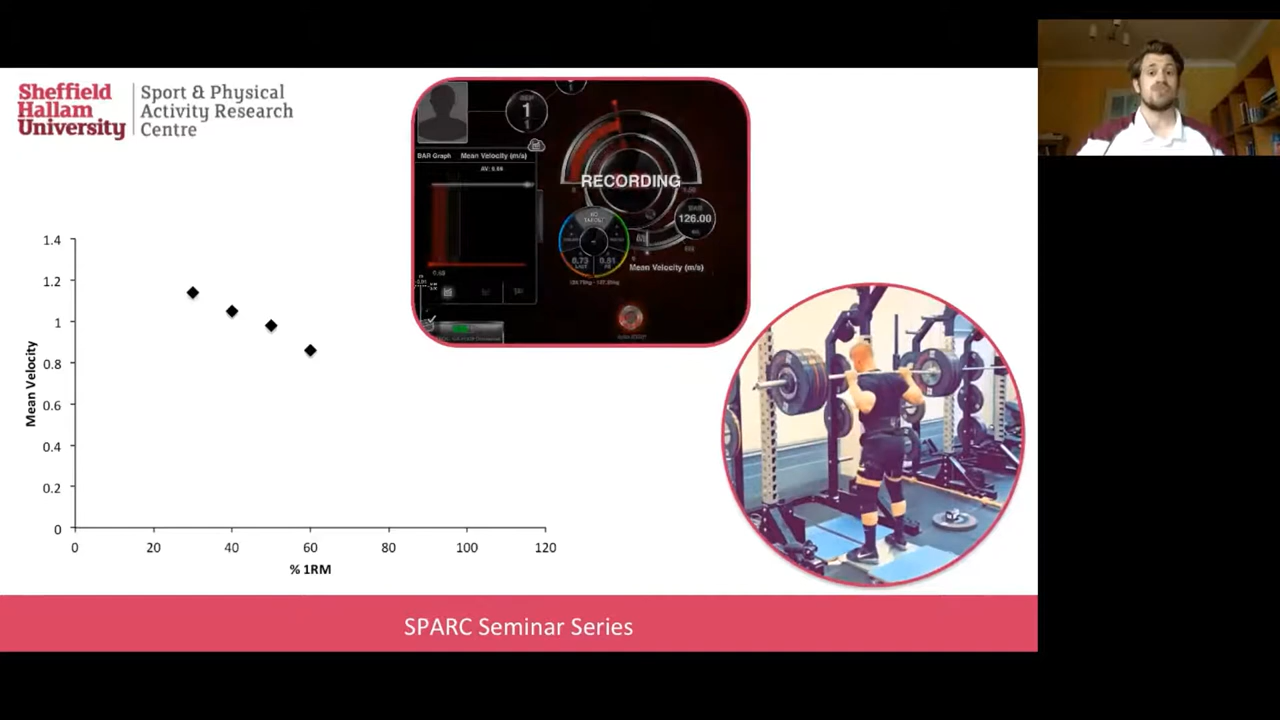 Sheffield
Hallam
University
Sport & Physical
Activity Research
Centre
1
BAR Graph
Mean Velocity (m/s)
RECORDING
126.00
Mean Velocity (m/s)
1.4
1.2
1
0.8
0.6
0.4
0.2
0
Mean Velocity
0
20
40
60
80
100
120
% 1RM
SPARC Seminar Series